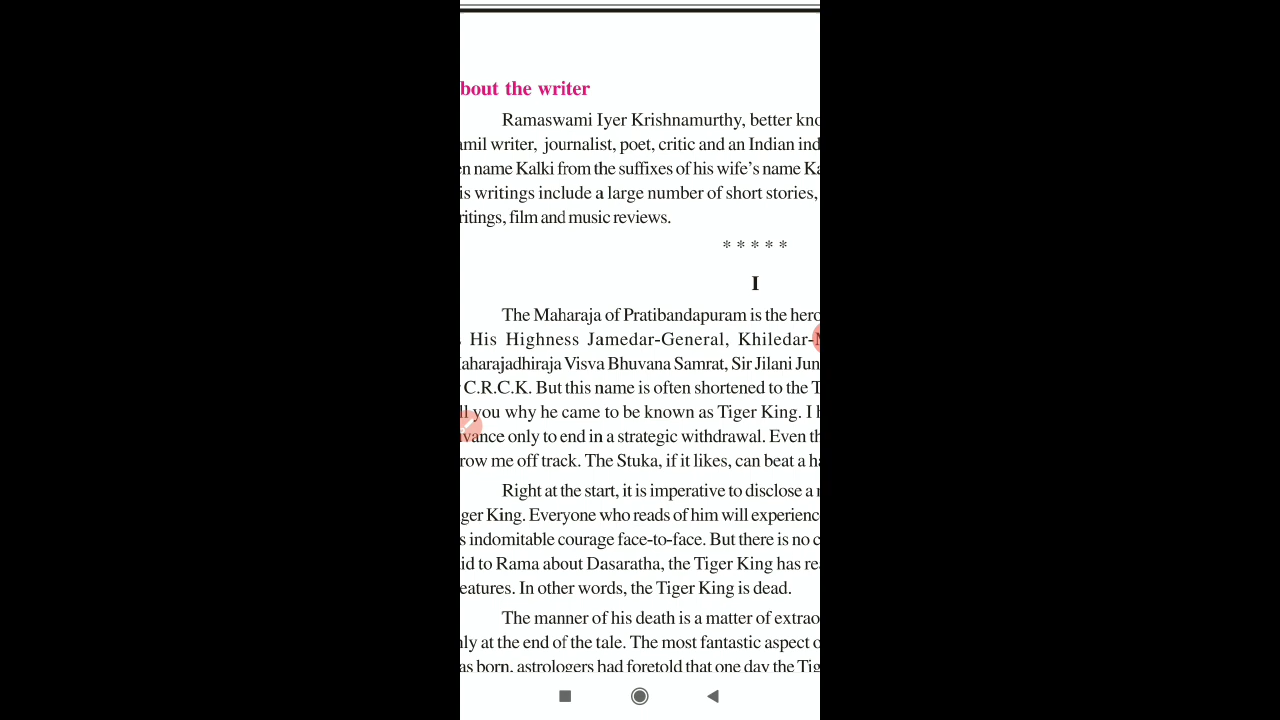 bout the writer
Ramaswami Iyer Krishnamurthy, better kno
amil writer, journalist, poet, critic and an Indian ind
en name Kalki from the suffixes of his wife's name Ka
is writings include a large number of short stories,
ritings, film and music reviews.
* * * * *
I
The Maharaja of Pratibandapuram is the hero
His Highness Jamedar-General, Khiledar-M
aharajadhiraja Visva Bhuvana Samrat, Sir Jilani Jun
C.R.C.K. But this name is often shortened to the T
ll you why he came to be known as Tiger King. I h
vance only to end in a strategic withdrawal. Even th
row me off track. The Stuka, if it likes, can beat a ha
Right at the start, it is imperative to disclose a
ger King. Everyone who reads of him will experienc
s indomitable courage face-to-face. But there is no c
id to Rama about Dasaratha, the Tiger King has rea
eatures. In other words, the Tiger King is dead.
The manner of his death is a matter of extrao
nly at the end of the tale. The most fantastic aspect o
as born, astrologers had foretold that one day the Tig